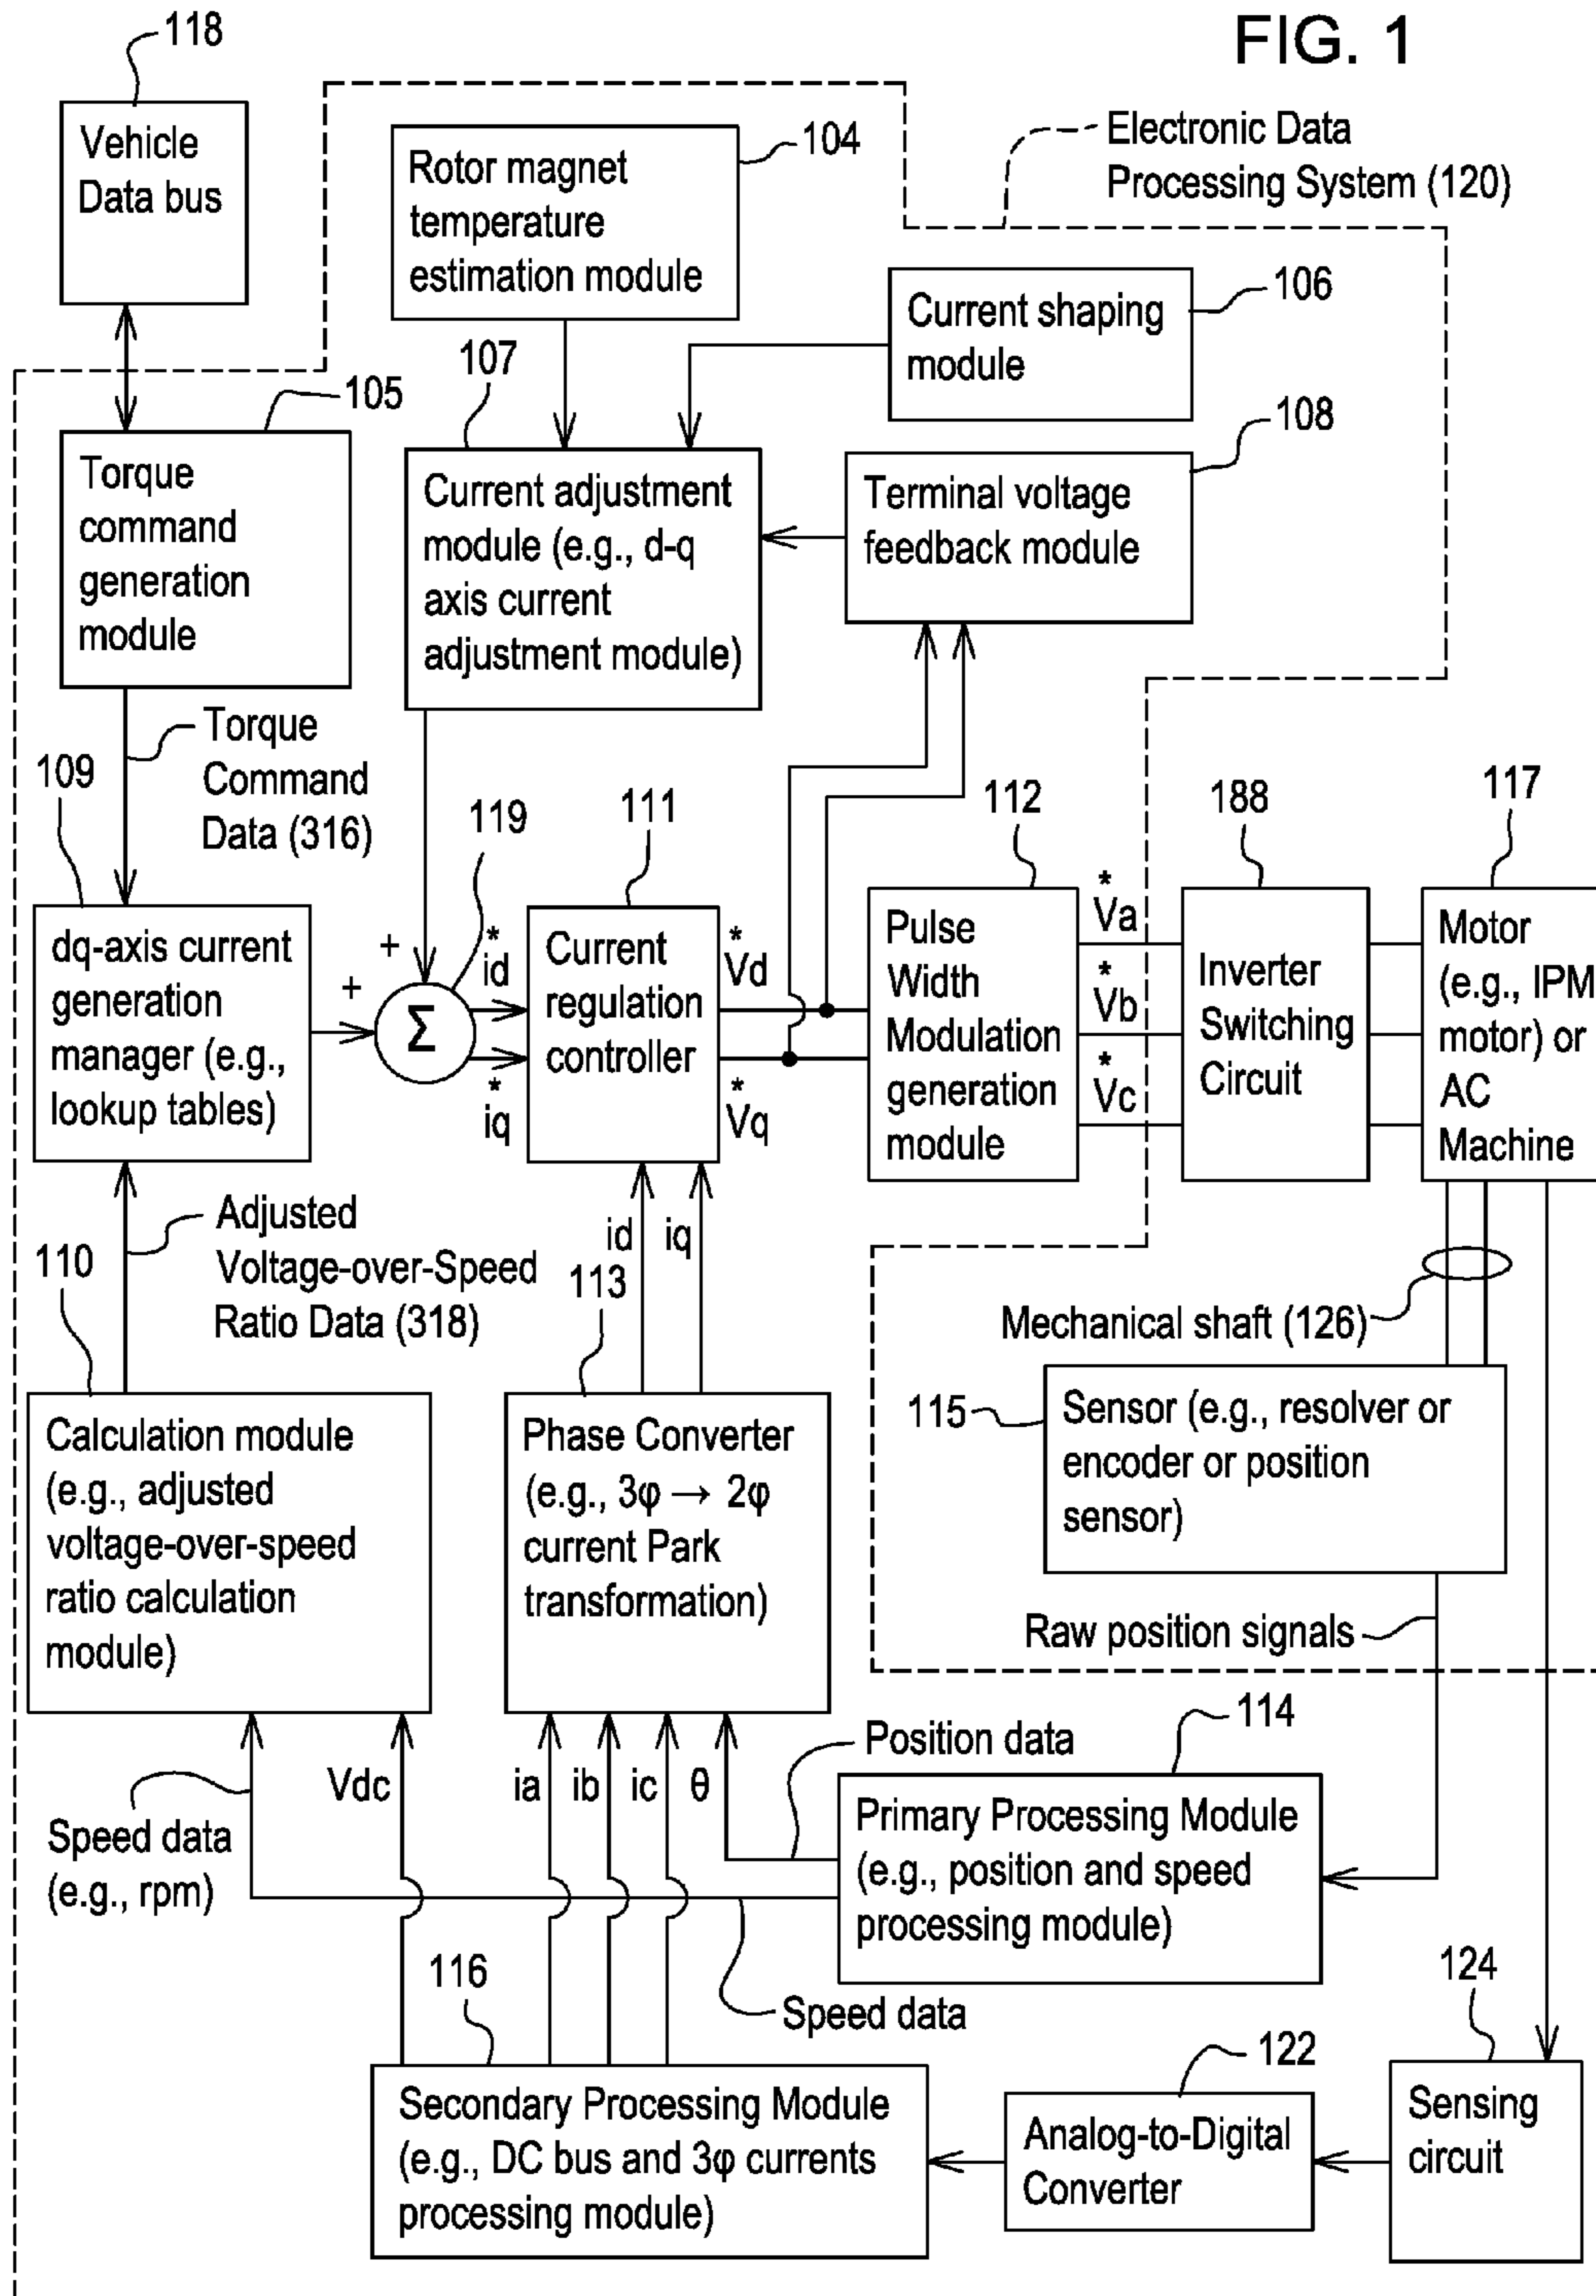 FIG. 1
118
Vehicle
Data bus
Rotor magnet
temperature
estimation module
104
Electronic Data
Processing System (120)
Current shaping
module
106
105
107
108
Torque
command
generation
module
Current adjustment
module (e.g., d-q
axis current
adjustment module)
Terminal voltage
feedback module
Torque
Command
Data (316)
109
119
111
112
188
117
dq-axis current
generation
manager (e.g.,
lookup tables)
+
+
Σ
*
id
*
iq
Current
regulation
controller
*
Vd
*
Vq
Pulse
Width
Modulation
generation
module
*
Va
*
Vb
*
Vc
Inverter
Switching
Circuit
Motor
(e.g., IPM
motor) or
AC
Machine
Adjusted
Voltage-over-Speed
Ratio Data (318)
110
id
iq
113
Mechanical shaft (126)
Calculation module
(e.g., adjusted
voltage-over-speed
ratio calculation
module)
Phase Converter
(e.g., 3φ → 2φ
current Park
transformation)
115
Sensor (e.g., resolver or
encoder or position
sensor)
Raw position signals
Speed data
(e.g., rpm)
Vdc
ia
ib
ic
θ
Position data
114
Primary Processing Module
(e.g., position and speed
processing module)
Speed data
116
Secondary Processing Module
(e.g., DC bus and 3φ currents
processing module)
122
Analog-to-Digital
Converter
124
Sensing
circuit